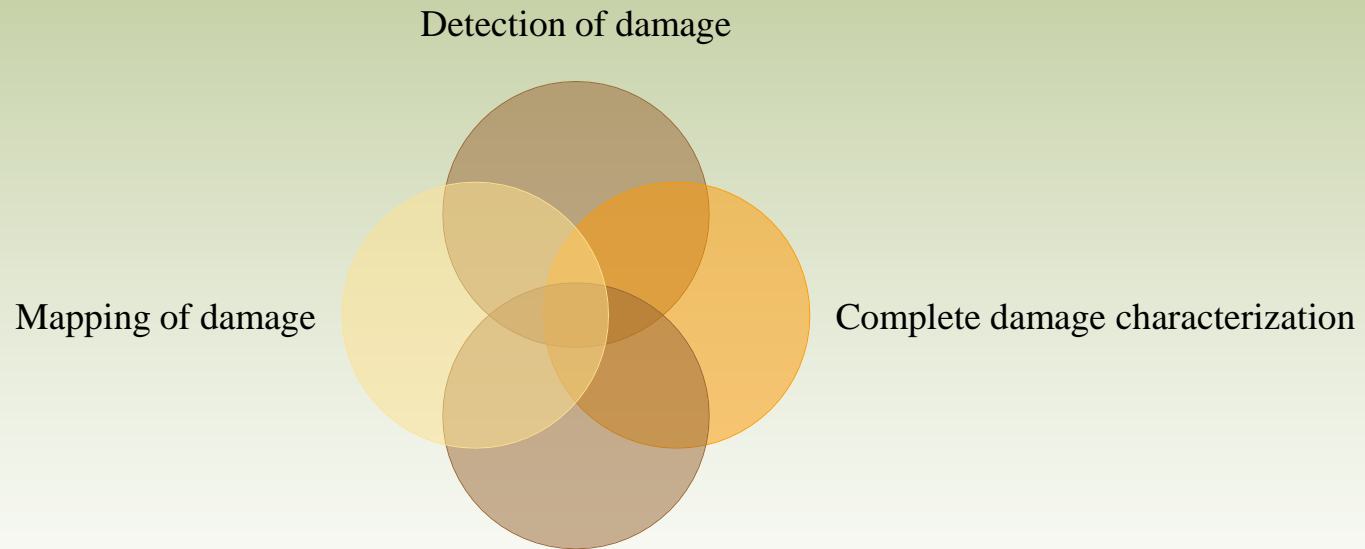 Detection of damage
Mapping of damage
Complete damage characterization